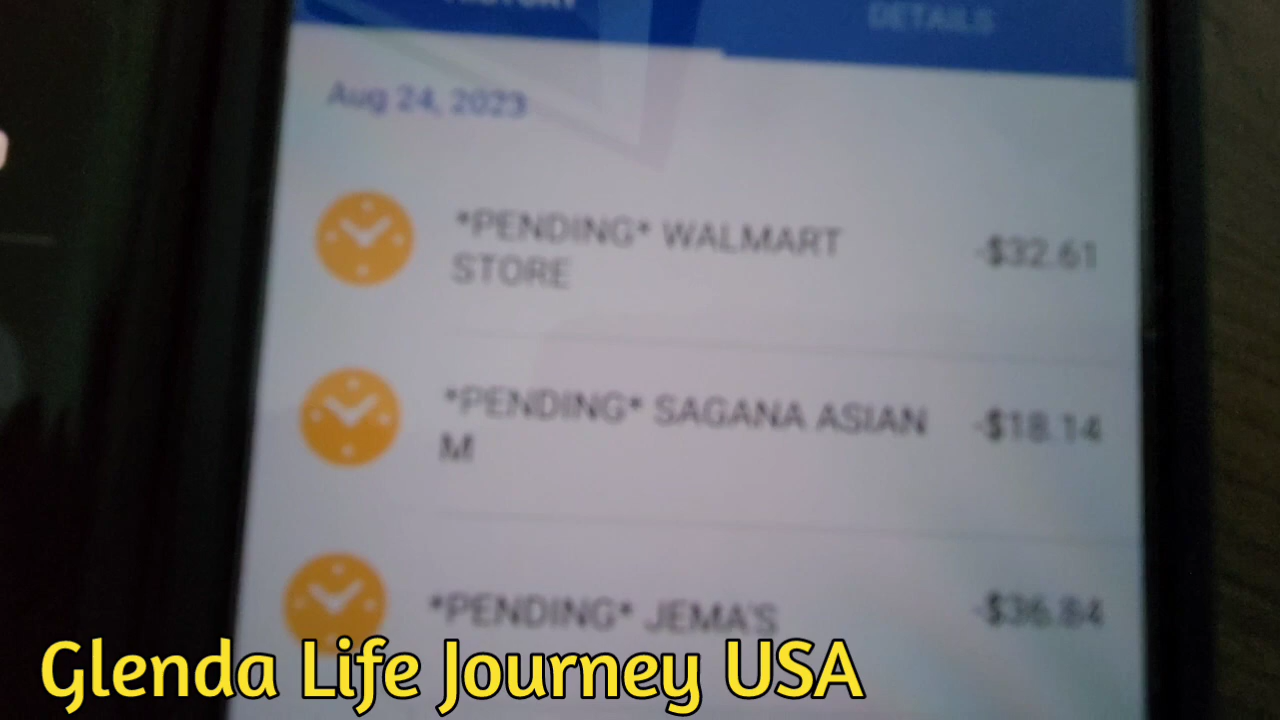 HISTORY
DETAILS
Aug 24, 2023
*PENDING* WALMART
STORE
-$32.61
*PENDING* SAGANA ASIAN
M
-$18.14
*PENDING* JEMA'S
-$36.84
Glenda Life Journey USA